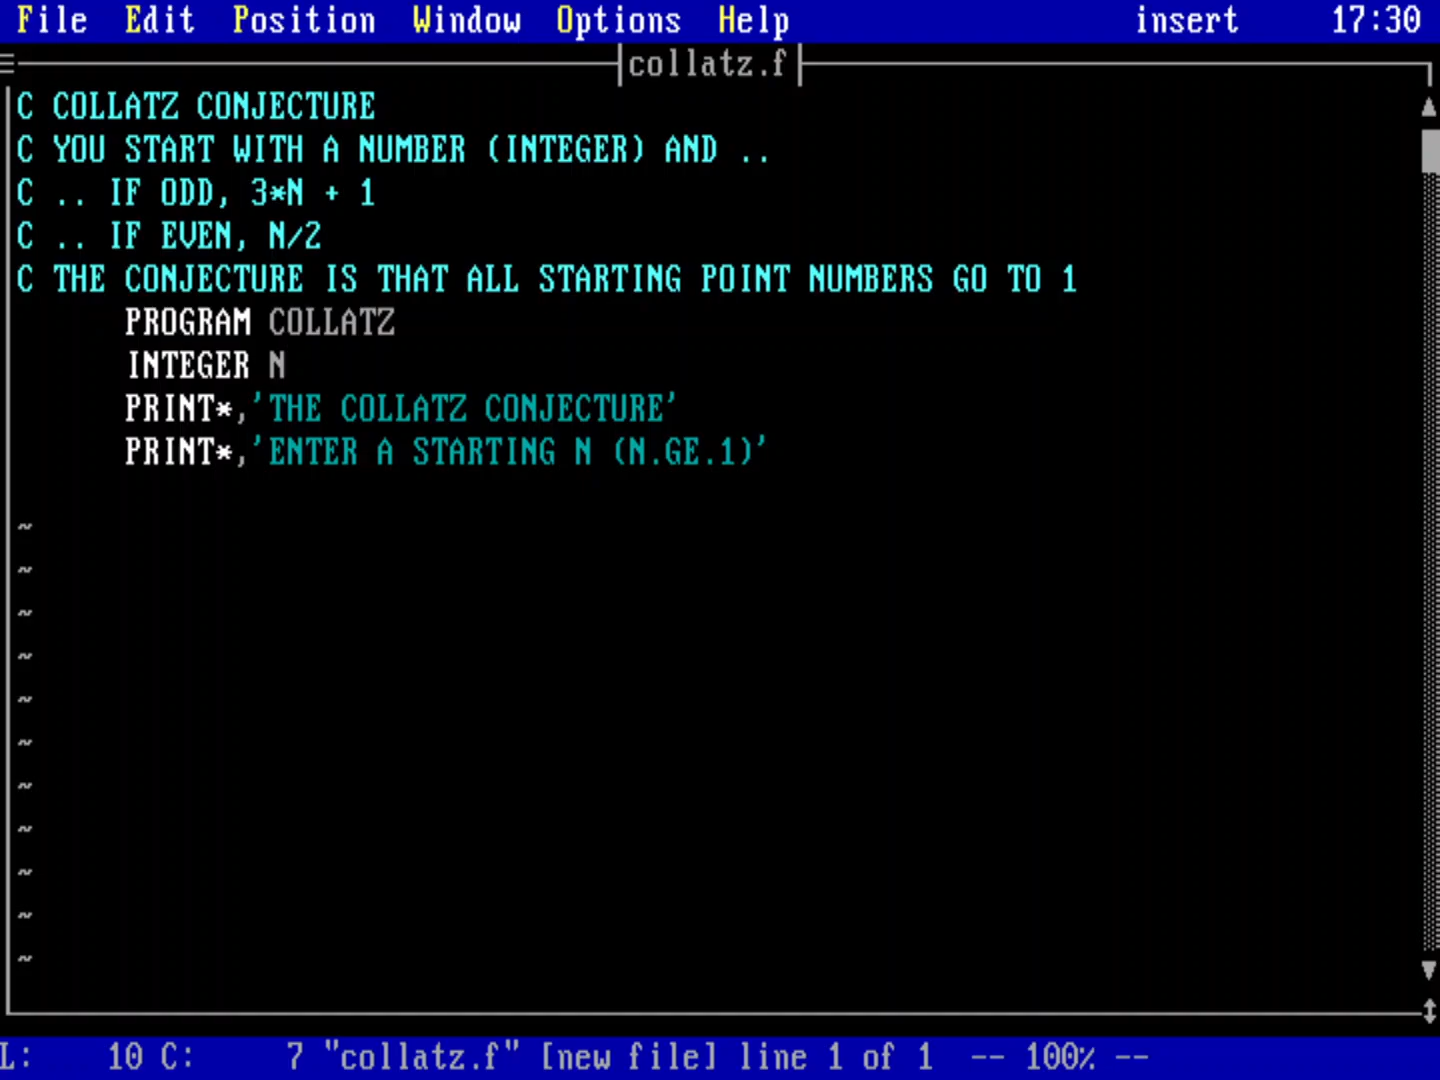 File Edit Position Window Options Help insert 17:30
collatz.f
C COLLATZ CONJECTURE
C YOU START WITH A NUMBER (INTEGER) AND ..
C .. IF ODD, 3*N + 1
C .. IF EVEN, N/2
C THE CONJECTURE IS THAT ALL STARTING POINT NUMBERS GO TO 1
      PROGRAM COLLATZ
      INTEGER N
      PRINT*,'THE COLLATZ CONJECTURE'
      PRINT*,'ENTER A STARTING N (N.GE.1)'
~
~
~
~
~
~
~
~
~
~
~
L: 10 C: 7 "collatz.f" [new file] line 1 of 1 -- 100% --